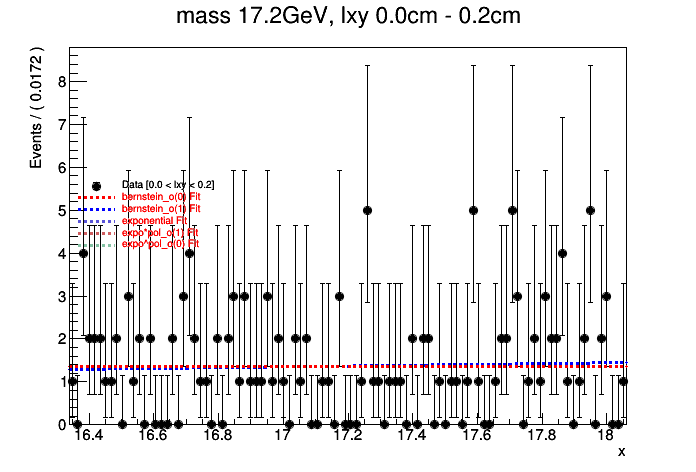 mass 17.2GeV, lxy 0.0cm - 0.2cm
Events / ( 0.0172 )
8
7
6
5
4
3
2
1
0
Data [0.0 < lxy < 0.2]
bernstein_o(0) Fit
bernstein_o(1) Fit
exponential Fit
expo*pol_o(1) Fit
expo*pol_o(0) Fit
16.4 16.6 16.8 17 17.2 17.4 17.6 17.8 18
x